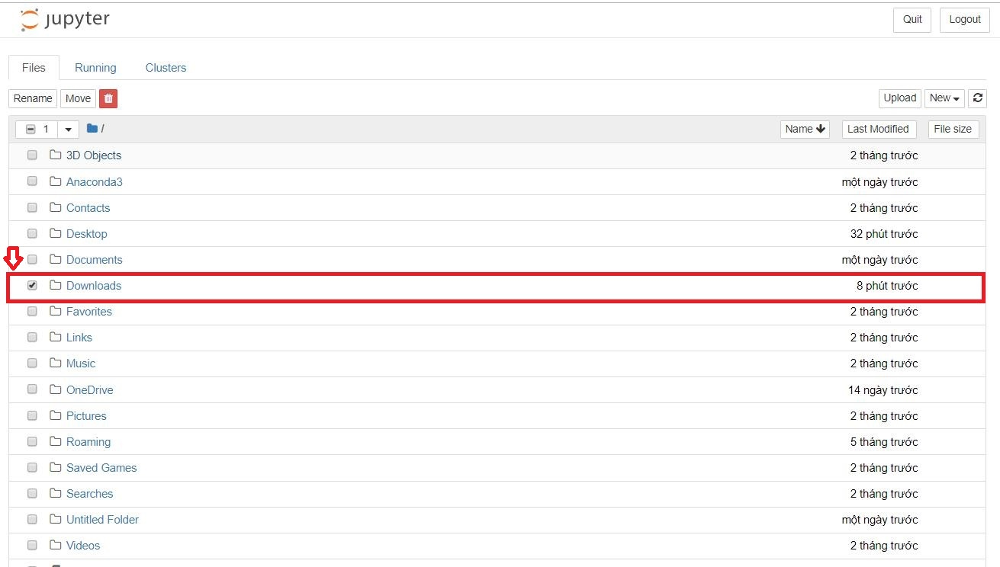 jupyter Quit Logout
Files Running Clusters
Rename Move Upload New
1 / Name Last Modified File size
3D Objects 2 tháng trước
Anaconda3 một ngày trước
Contacts 2 tháng trước
Desktop 32 phút trước
Documents một ngày trước
Downloads 8 phút trước
Favorites 2 tháng trước
Links 2 tháng trước
Music 2 tháng trước
OneDrive 14 ngày trước
Pictures 2 tháng trước
Roaming 5 tháng trước
Saved Games 2 tháng trước
Searches 2 tháng trước
Untitled Folder một ngày trước
Videos 2 tháng trước